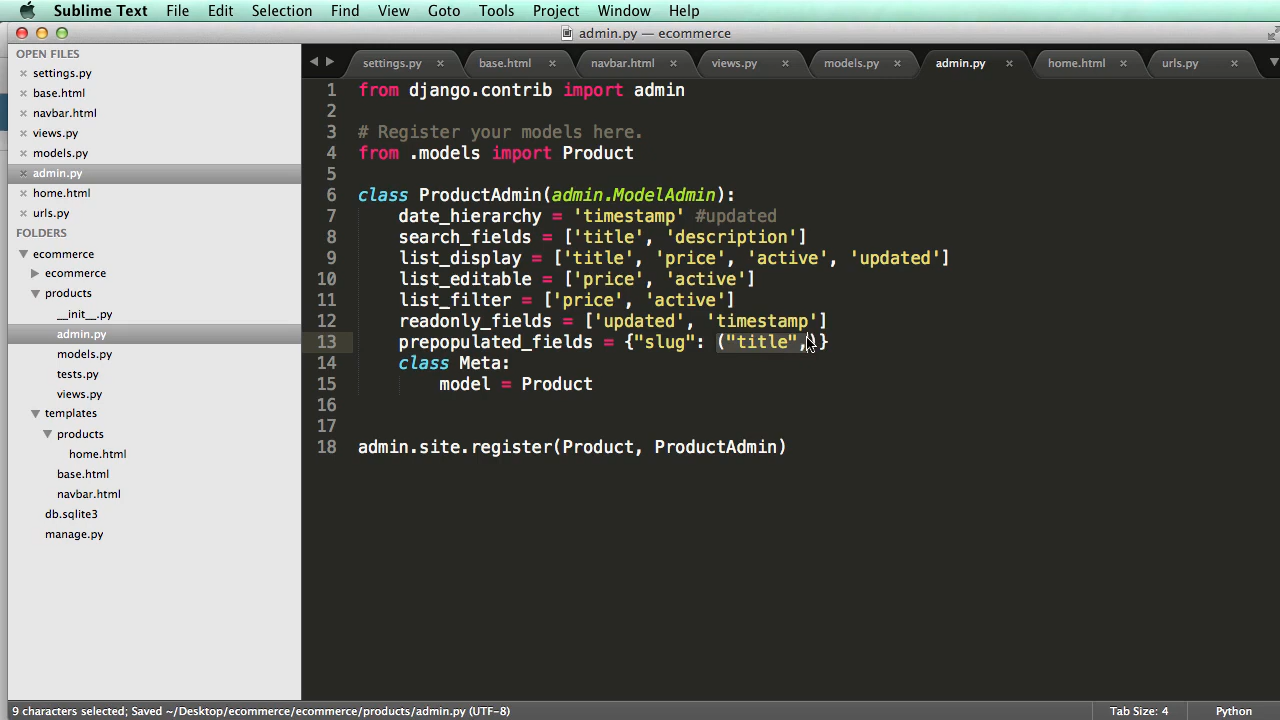 Sublime Text File Edit Selection Find View Goto Tools Project Window Help
admin.py — ecommerce
OPEN FILES
settings.py
base.html
navbar.html
views.py
models.py
admin.py
home.html
urls.py
FOLDERS
ecommerce
ecommerce
products
__init__.py
admin.py
models.py
tests.py
views.py
templates
products
home.html
base.html
navbar.html
db.sqlite3
manage.py
settings.py base.html navbar.html views.py models.py admin.py home.html urls.py
1 from django.contrib import admin
2
3 # Register your models here.
4 from .models import Product
5
6 class ProductAdmin(admin.ModelAdmin):
7 date_hierarchy = 'timestamp' #updated
8 search_fields = ['title', 'description']
9 list_display = ['title', 'price', 'active', 'updated']
10 list_editable = ['price', 'active']
11 list_filter = ['price', 'active']
12 readonly_fields = ['updated', 'timestamp']
13 prepopulated_fields = {"slug": ("title",)}
14 class Meta:
15 model = Product
16
17
18 admin.site.register(Product, ProductAdmin)
9 characters selected; Saved ~/Desktop/ecommerce/ecommerce/products/admin.py (UTF-8) Tab Size: 4 Python